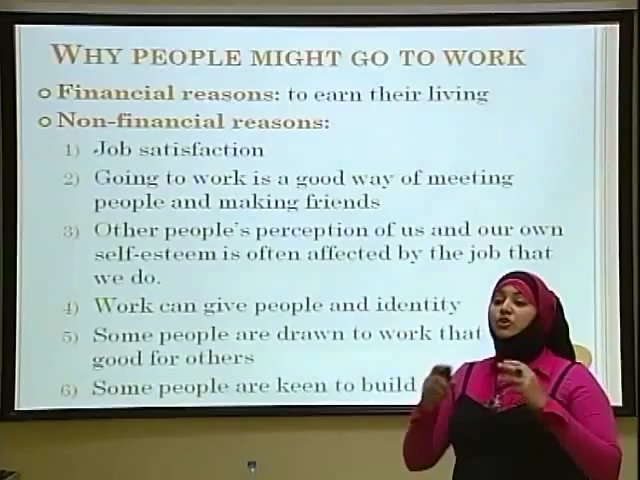 WHY PEOPLE MIGHT GO TO WORK
Financial reasons: to earn their living
Non-financial reasons:
1) Job satisfaction
2) Going to work is a good way of meeting
people and making friends
3) Other people's perception of us and our own
self-esteem is often affected by the job that
we do.
4) Work can give people and identity
5) Some people are drawn to work that
good for others
6) Some people are keen to build